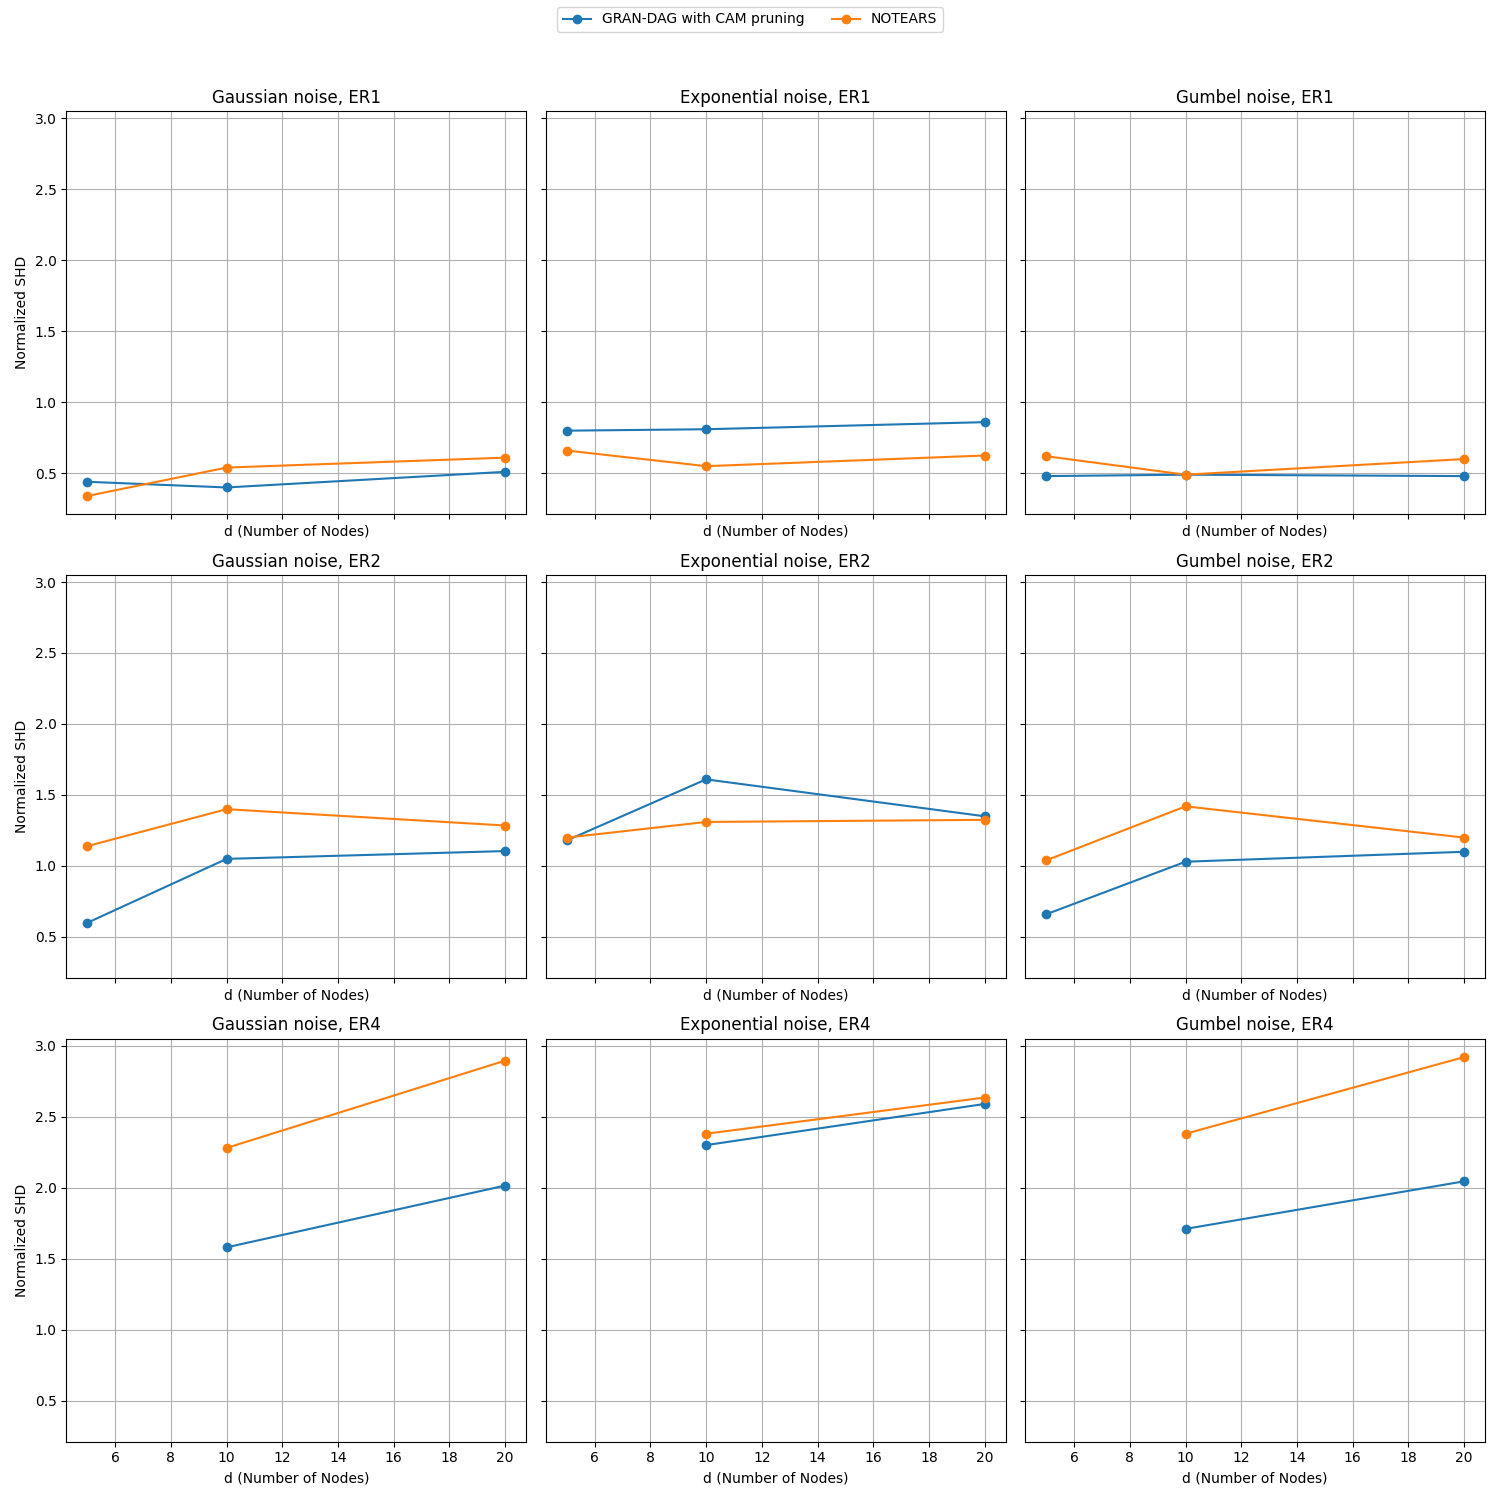 GRAN-DAG with CAM pruning NOTEARS
Gaussian noise, ER1 Exponential noise, ER1 Gumbel noise, ER1
3.0
2.5
2.0
Normalized SHD
1.5
1.0
0.5
d (Number of Nodes) d (Number of Nodes) d (Number of Nodes)
Gaussian noise, ER2 Exponential noise, ER2 Gumbel noise, ER2
3.0
2.5
2.0
Normalized SHD
1.5
1.0
0.5
d (Number of Nodes) d (Number of Nodes) d (Number of Nodes)
Gaussian noise, ER4 Exponential noise, ER4 Gumbel noise, ER4
3.0
2.5
2.0
Normalized SHD
1.5
1.0
0.5
6 8 10 12 14 16 18 20 6 8 10 12 14 16 18 20 6 8 10 12 14 16 18 20
d (Number of Nodes) d (Number of Nodes) d (Number of Nodes)